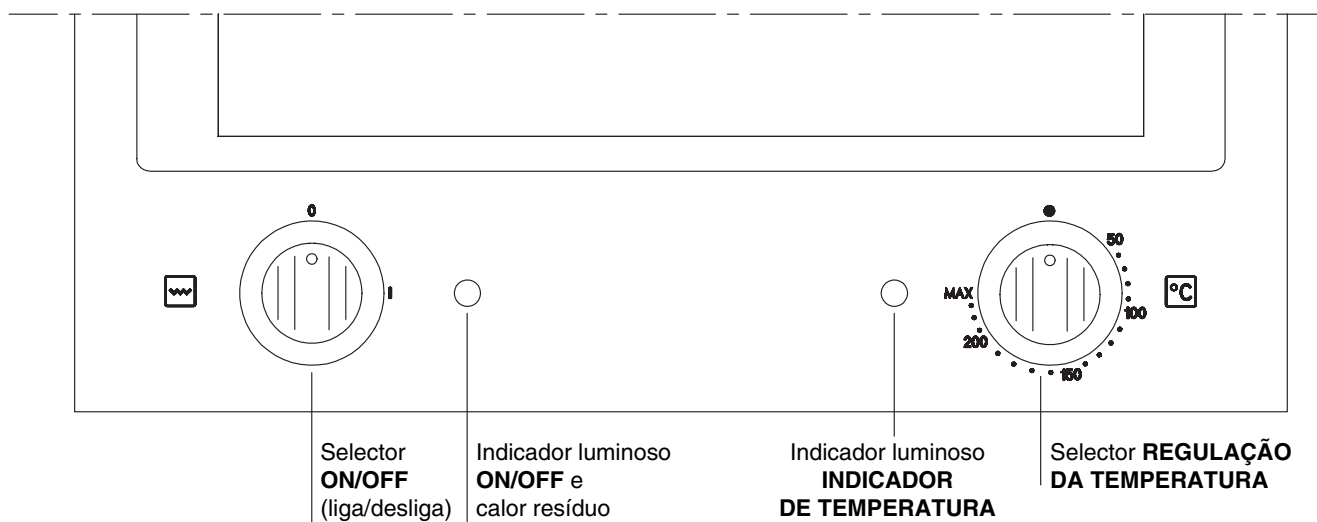 0
I
50
100
150
200
MAX
°C
Selector
ON/OFF
(liga/desliga)
Indicador luminoso
ON/OFF e
calor resíduo
Indicador luminoso
INDICADOR
DE TEMPERATURA
Selector REGULAÇÃO
DA TEMPERATURA